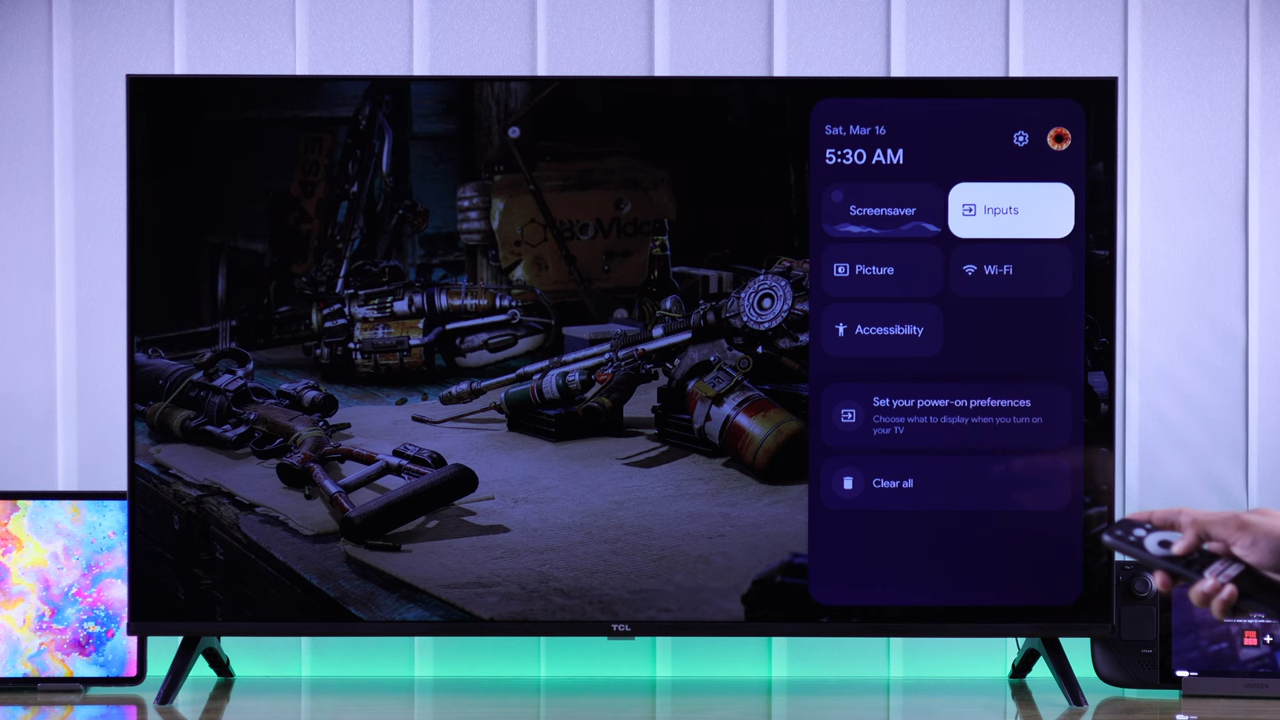 Sat, Mar 16
5:30 AM
Screensaver
Inputs
Picture
Wi-Fi
Accessibility
Set your power-on preferences
Choose what to display when you turn on
your TV
Clear all
TCL